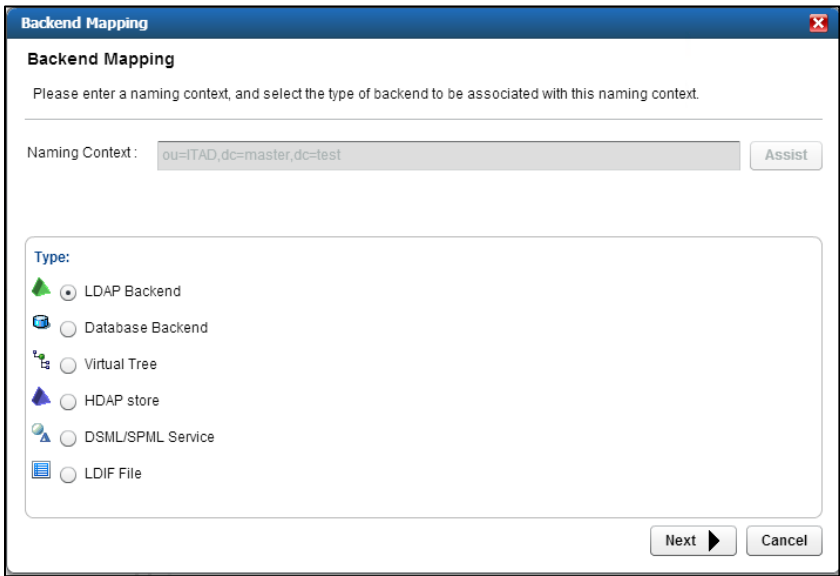 Backend Mapping
Backend Mapping
Please enter a naming context, and select the type of backend to be associated with this naming context.
Naming Context : ou=ITAD,dc=master,dc=test Assist
Type:
LDAP Backend
Database Backend
Virtual Tree
HDAP store
DSML/SPML Service
LDIF File
Next Cancel